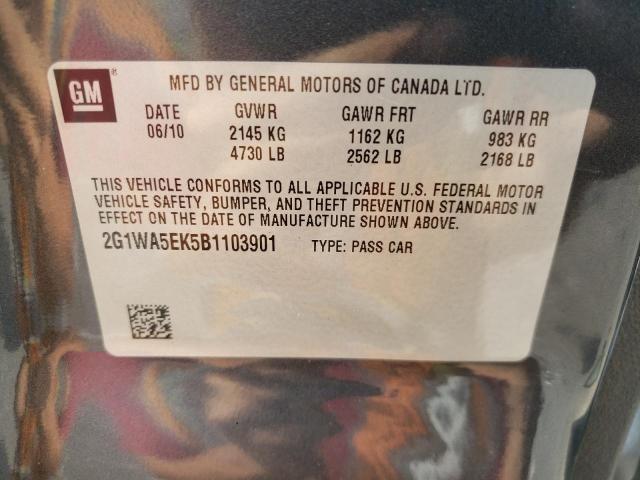 GM ®
MFD BY GENERAL MOTORS OF CANADA LTD.
DATE GVWR GAWR FRT GAWR RR
06/10 2145 KG 1162 KG 983 KG
4730 LB 2562 LB 2168 LB
THIS VEHICLE CONFORMS TO ALL APPLICABLE U.S. FEDERAL MOTOR
VEHICLE SAFETY, BUMPER, AND THEFT PREVENTION STANDARDS IN
EFFECT ON THE DATE OF MANUFACTURE SHOWN ABOVE.
2G1WA5EK5B1103901 TYPE: PASS CAR